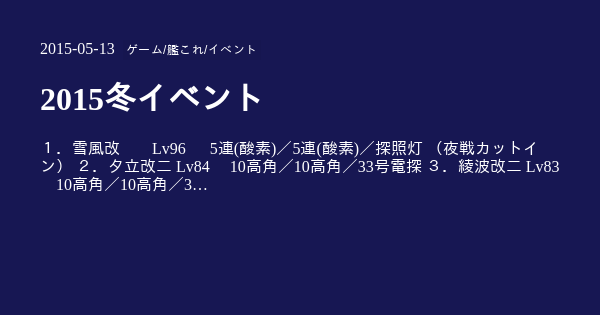 2015-05-13 ゲーム/艦これ/イベント
2015冬イベント
１．雪風改　　Lv96 　 5連(酸素)／5連(酸素)／探照灯 （夜戦カットイ
ン） ２．夕立改二 Lv84 　10高角／10高角／33号電探 ３．綾波改二 Lv83
　10高角／10高角／3…